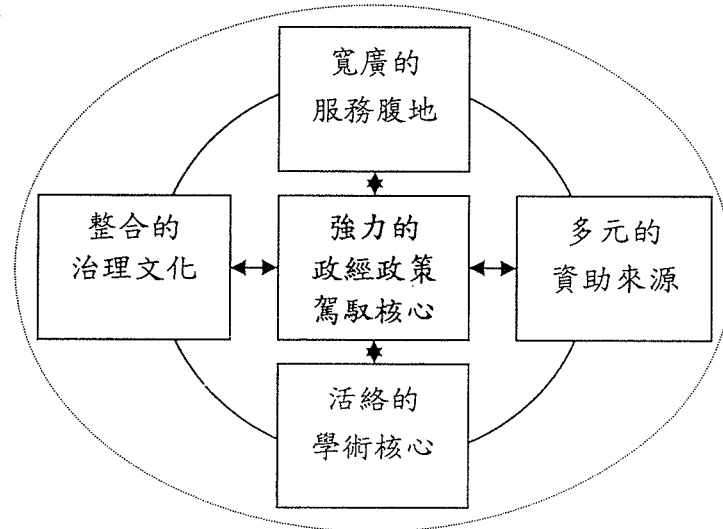 寬廣的
服務腹地
整合的
治理文化
強力的
政經政策
駕馭核心
多元的
資助來源
活絡的
學術核心